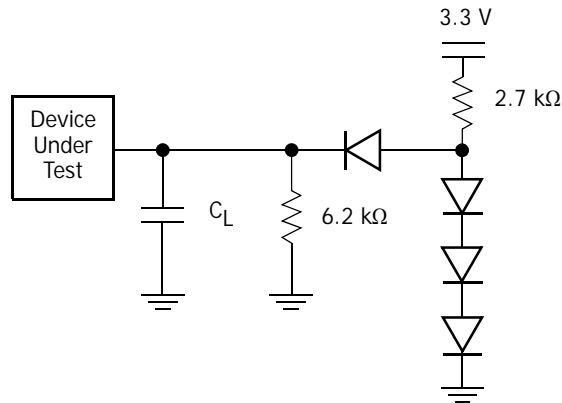 3.3 V
2.7 kΩ
Device
Under
Test
C_L
6.2 kΩ